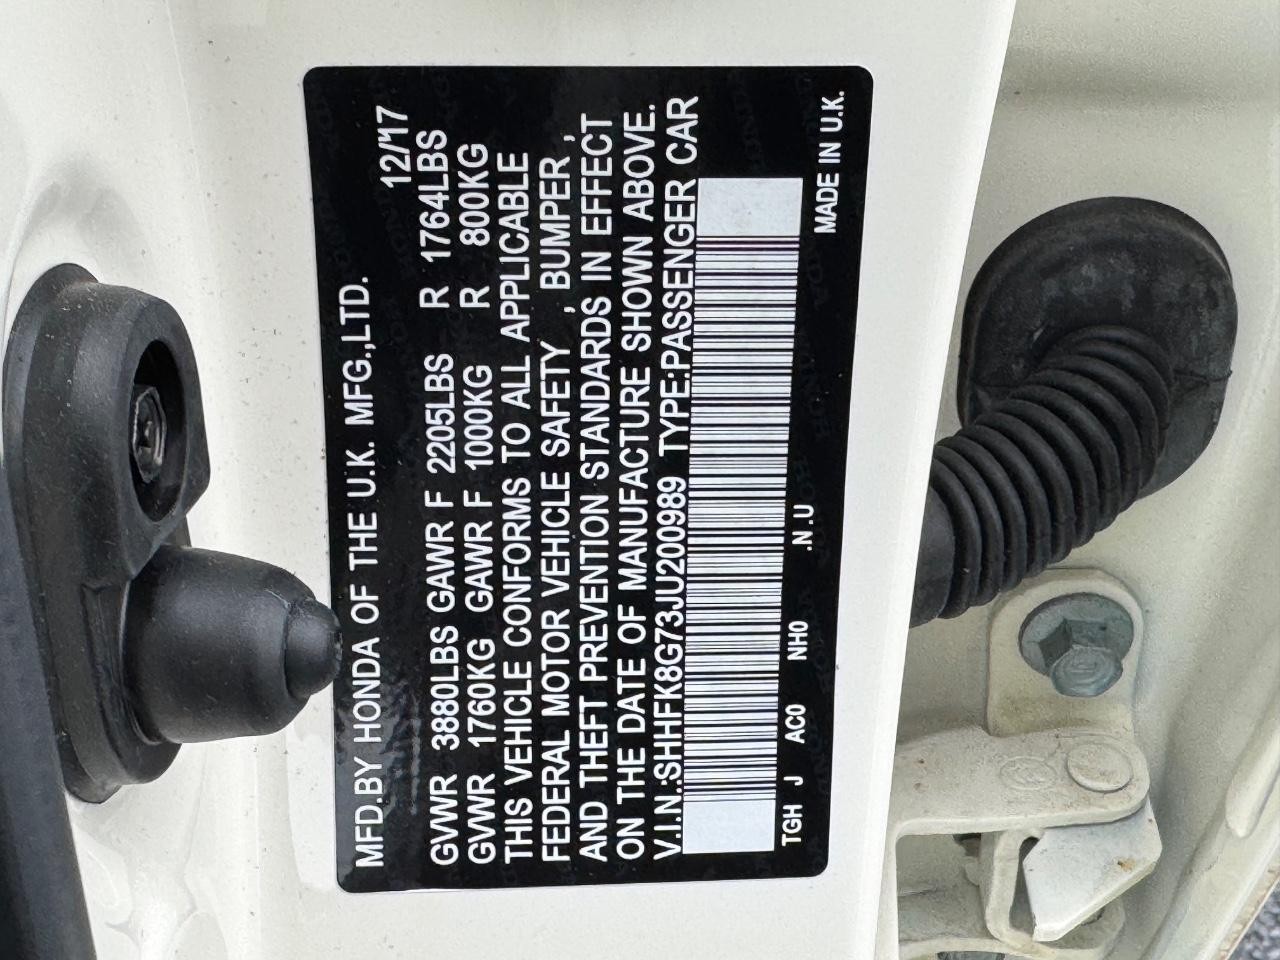 MFD.BY HONDA OF THE U.K. MFG.,LTD. 12/17
GVWR 3880LBS GAWR F 2205LBS R 1764LBS
GVWR 1760KG GAWR F 1000KG R 800KG
THIS VEHICLE CONFORMS TO ALL APPLICABLE
FEDERAL MOTOR VEHICLE SAFETY , BUMPER ,
AND THEFT PREVENTION STANDARDS IN EFFECT
ON THE DATE OF MANUFACTURE SHOWN ABOVE.
V.I.N.:SHHFK8G73JU200989 TYPE:PASSENGER CAR
TGH J AC0 NH0 .N.U MADE IN U.K.